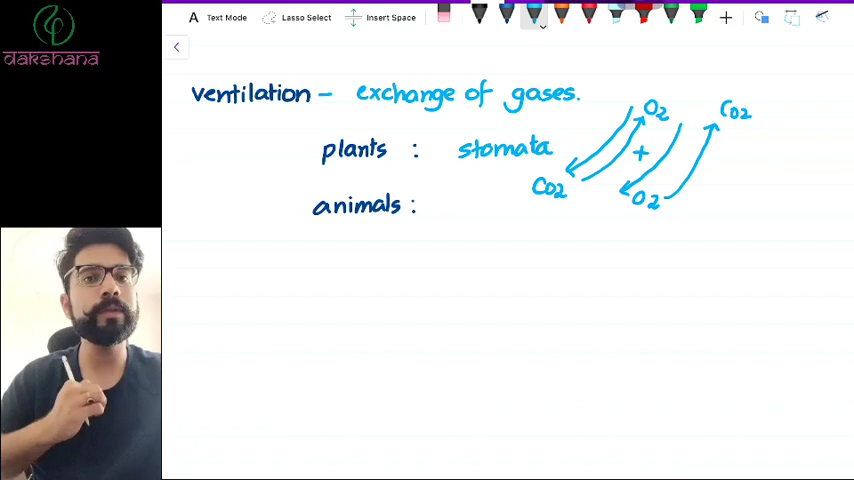 dakshana
A Text Mode Lasso Select Insert Space
ventilation – exchange of gases.
O2 CO2
plants : stomata +
CO2 O2
animals :